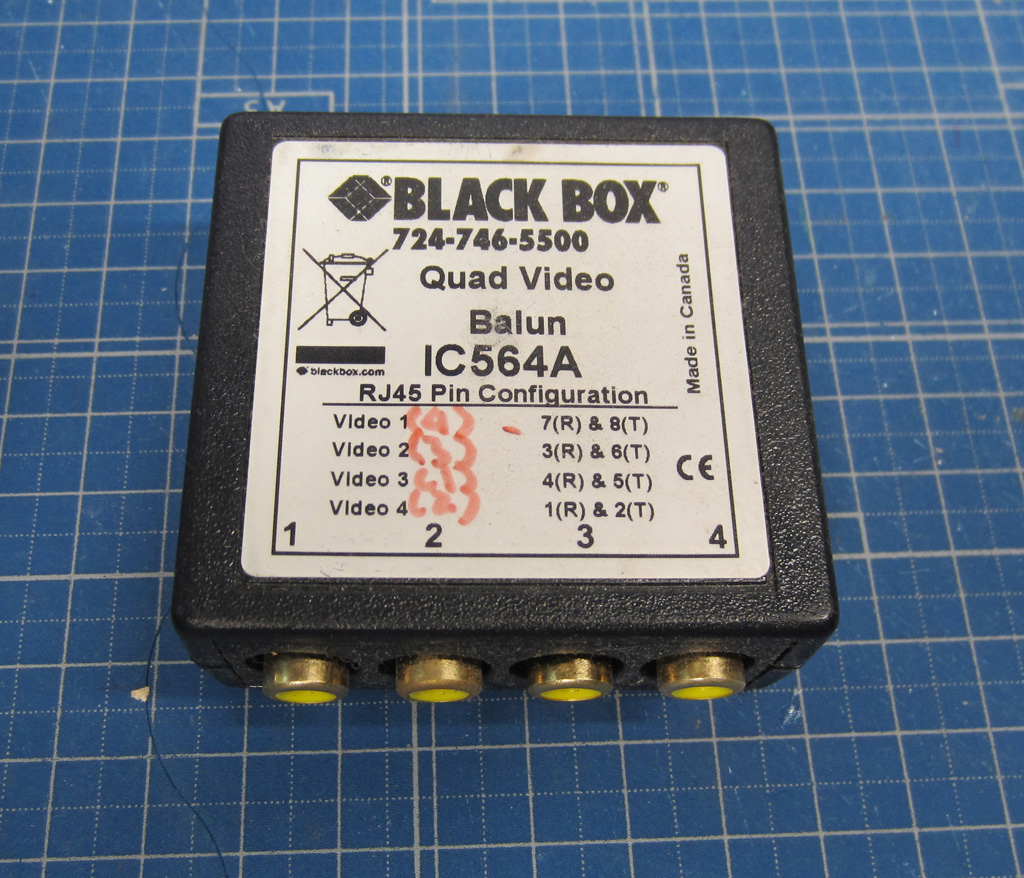 ® BLACK BOX®
724-746-5500
Quad Video
Balun
IC564A
blackbox.com
Made in Canada
RJ45 Pin Configuration
Video 1 7(R) & 8(T)
Video 2 3(R) & 6(T)
Video 3 4(R) & 5(T)
Video 4 1(R) & 2(T)
CE
1 2 3 4